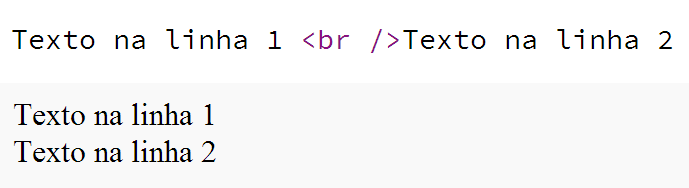 Texto na linha 1 <br />Texto na linha 2
Texto na linha 1
Texto na linha 2